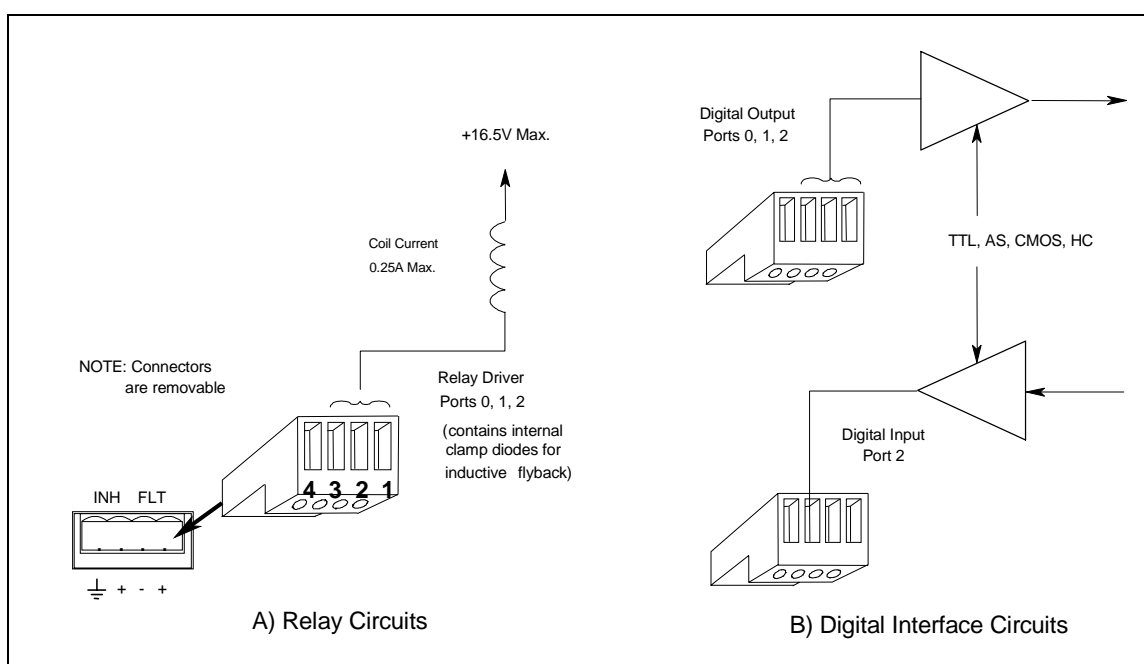 +16.5V Max.
Coil Current
0.25A Max.
NOTE: Connectors
are removable
Relay Driver
Ports 0, 1, 2
(contains internal
clamp diodes for
inductive flyback)
4 3 2 1
INH FLT
+ - +
A) Relay Circuits
Digital Output
Ports 0, 1, 2
TTL, AS, CMOS, HC
Digital Input
Port 2
B) Digital Interface Circuits